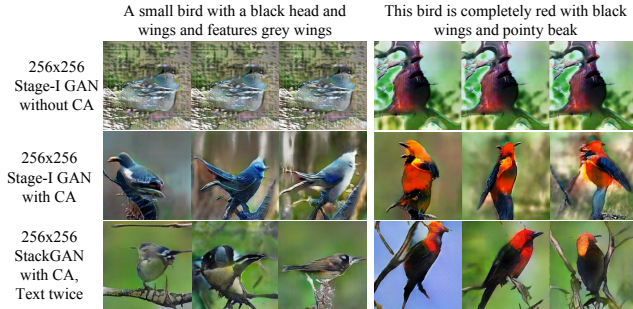 A small bird with a black head and
wings and features grey wings
This bird is completely red with black
wings and pointy beak
256x256
Stage-I GAN
without CA
256x256
Stage-I GAN
with CA
256x256
StackGAN
with CA,
Text twice